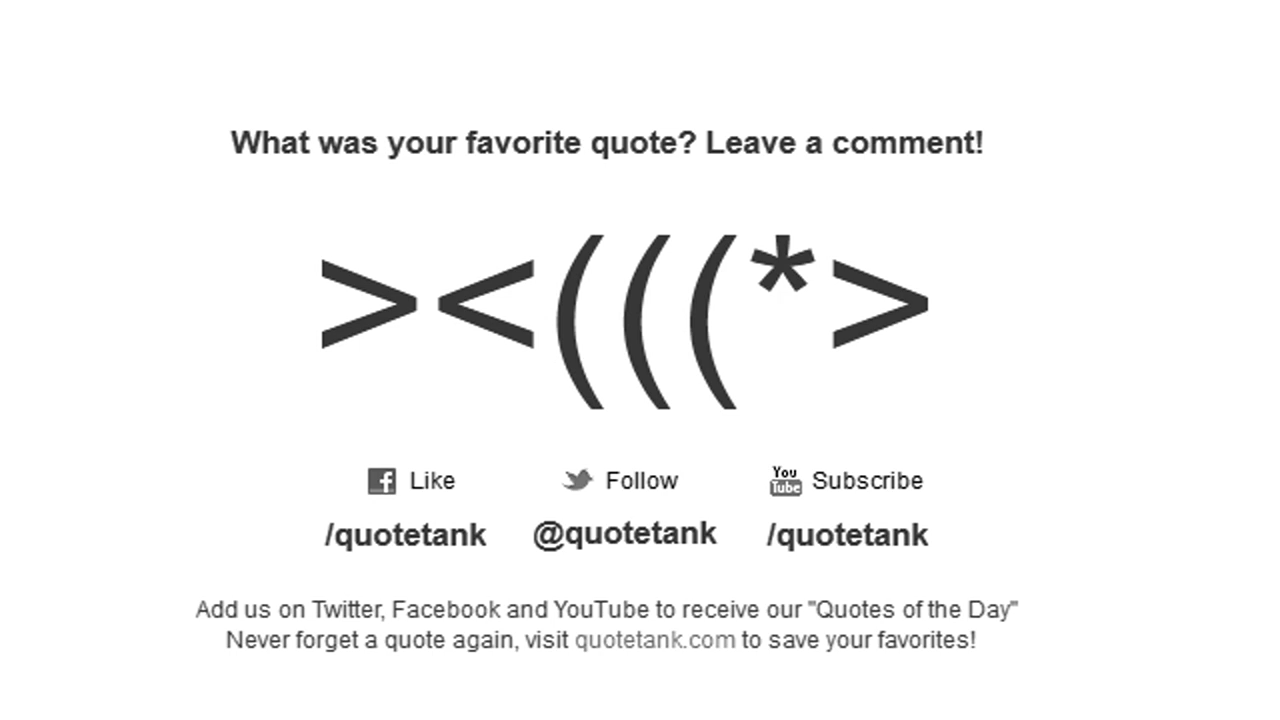 What was your favorite quote? Leave a comment!
><(((*>
f Like Follow You Tube Subscribe
/quotetank @quotetank /quotetank
Add us on Twitter, Facebook and YouTube to receive our "Quotes of the Day"
Never forget a quote again, visit quotetank.com to save your favorites!